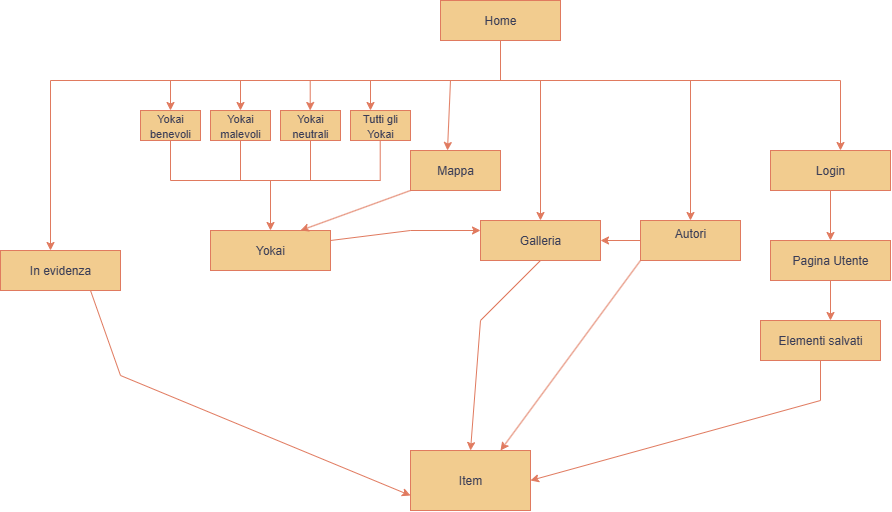 Home
Yokai
benevoli
Yokai
malevoli
Yokai
neutrali
Tutti gli
Yokai
Mappa
Login
Galleria
Autori
Yokai
In evidenza
Pagina Utente
Elementi salvati
Item